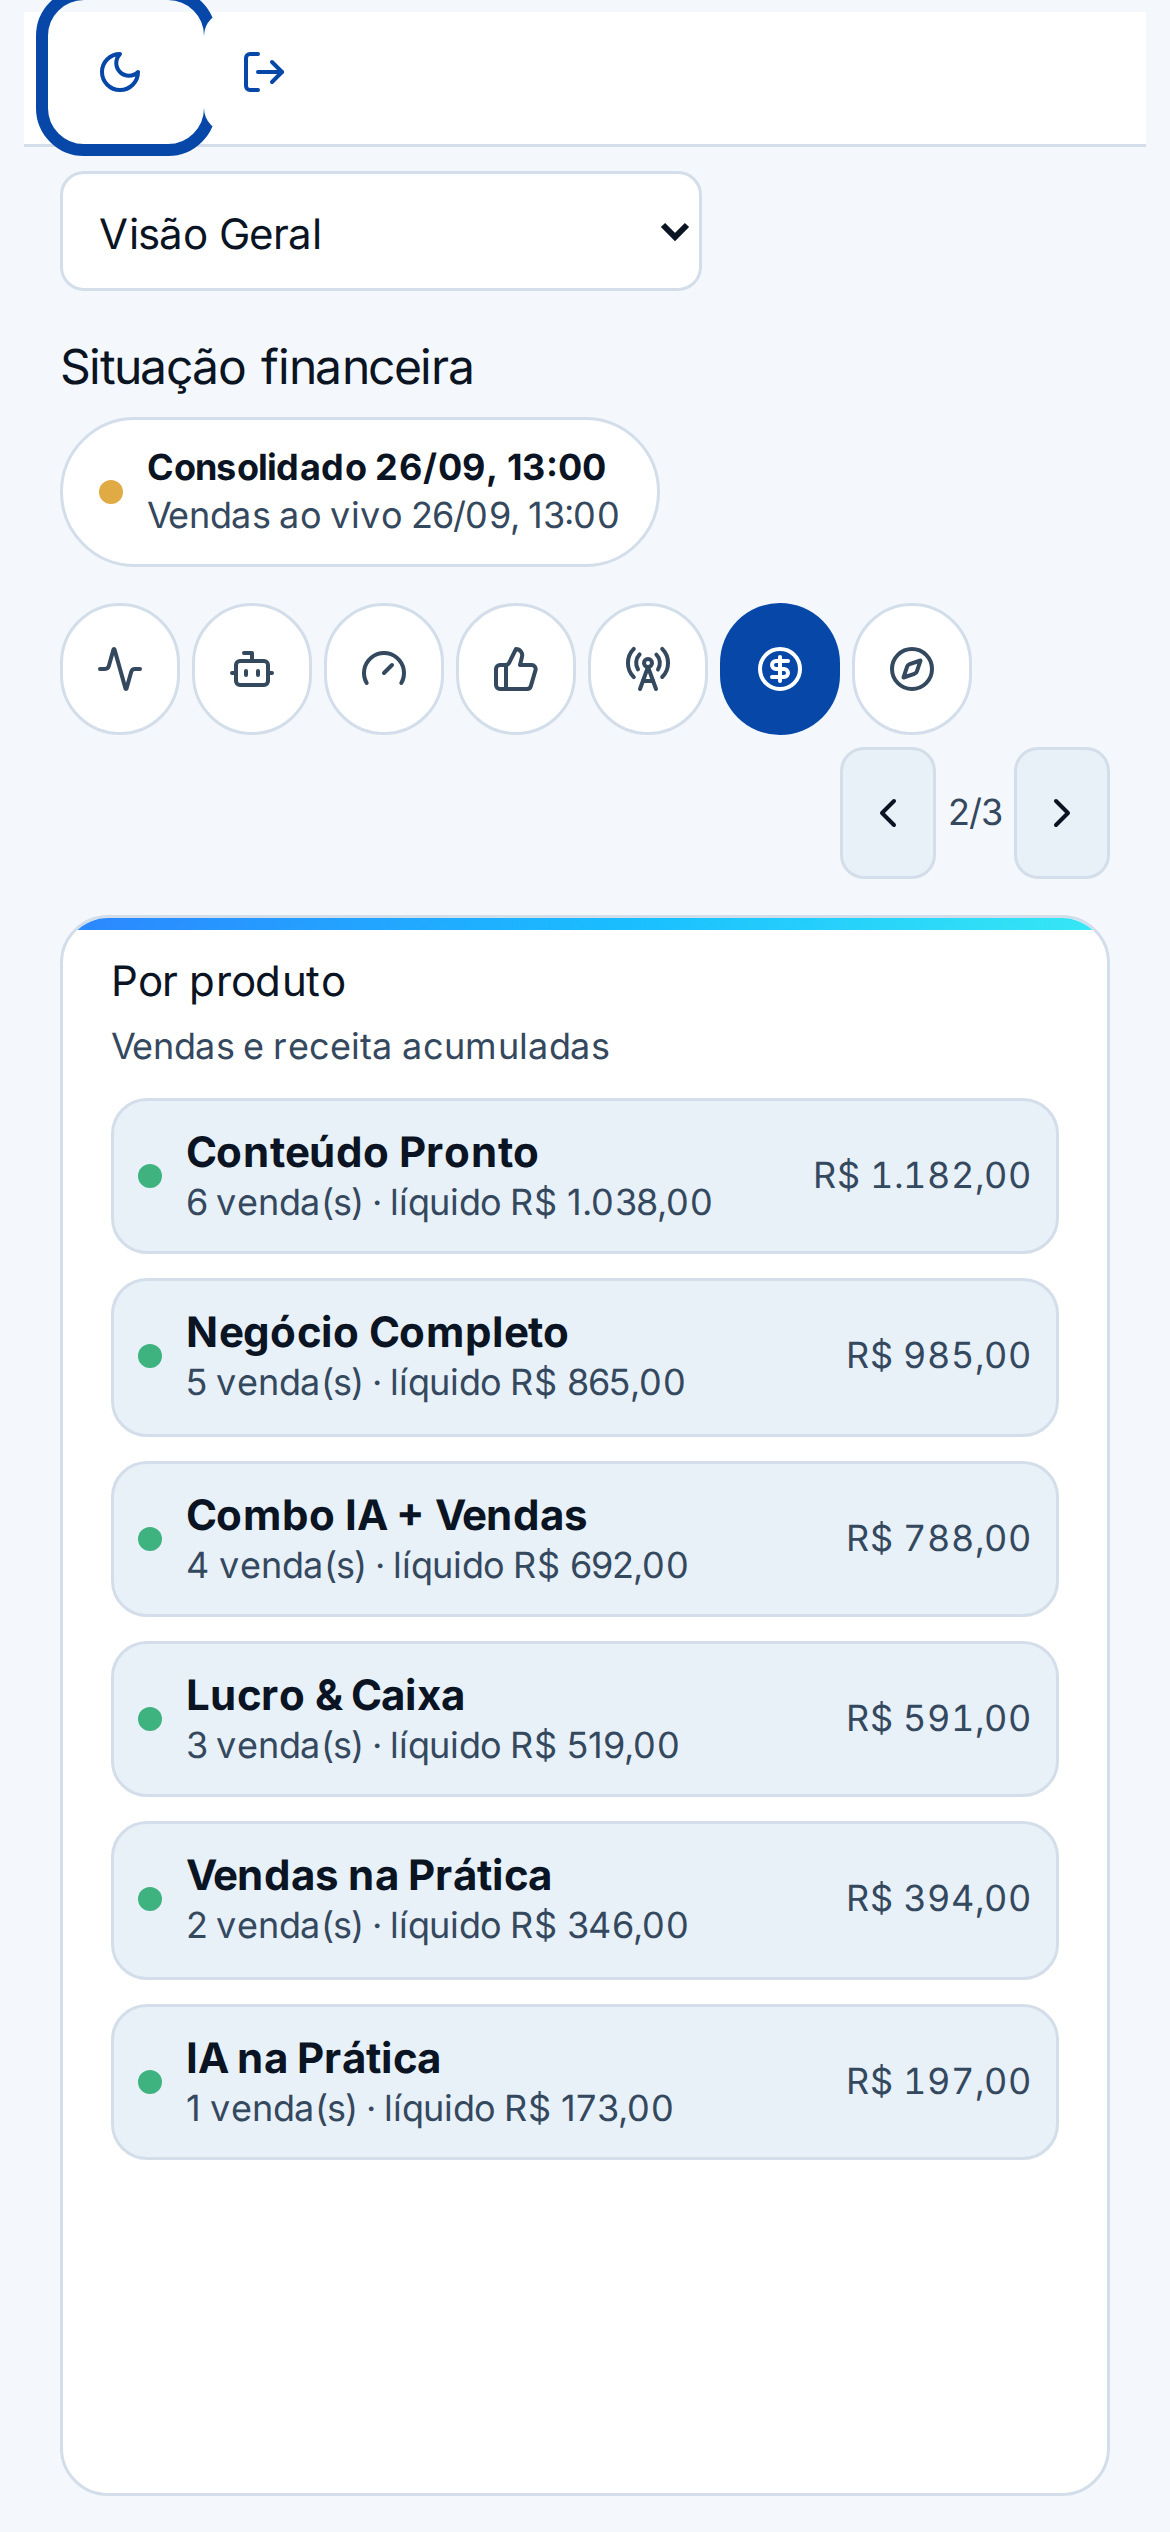 Visão Geral
Situação financeira
Consolidado 26/09, 13:00
Vendas ao vivo 26/09, 13:00
2/3
Por produto
Vendas e receita acumuladas
Conteúdo Pronto
6 venda(s) · líquido R$ 1.038,00
R$ 1.182,00
Negócio Completo
5 venda(s) · líquido R$ 865,00
R$ 985,00
Combo IA + Vendas
4 venda(s) · líquido R$ 692,00
R$ 788,00
Lucro & Caixa
3 venda(s) · líquido R$ 519,00
R$ 591,00
Vendas na Prática
2 venda(s) · líquido R$ 346,00
R$ 394,00
IA na Prática
1 venda(s) · líquido R$ 173,00
R$ 197,00